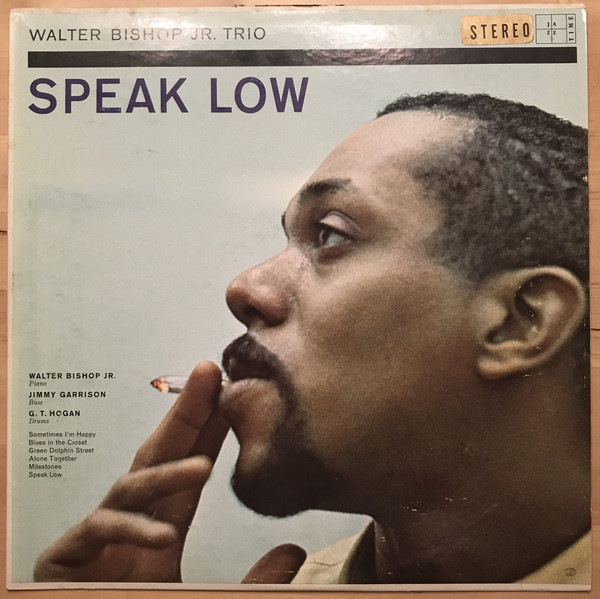 WALTER BISHOP JR. TRIO
STEREO
JAZZ
TIME
SPEAK LOW
WALTER BISHOP JR.
Piano
JIMMY GARRISON
Bass
G. T. HOGAN
Drums
Sometimes I'm Happy
Blues in the Closet
Green Dolphin Street
Alone Together
Milestones
Speak Low